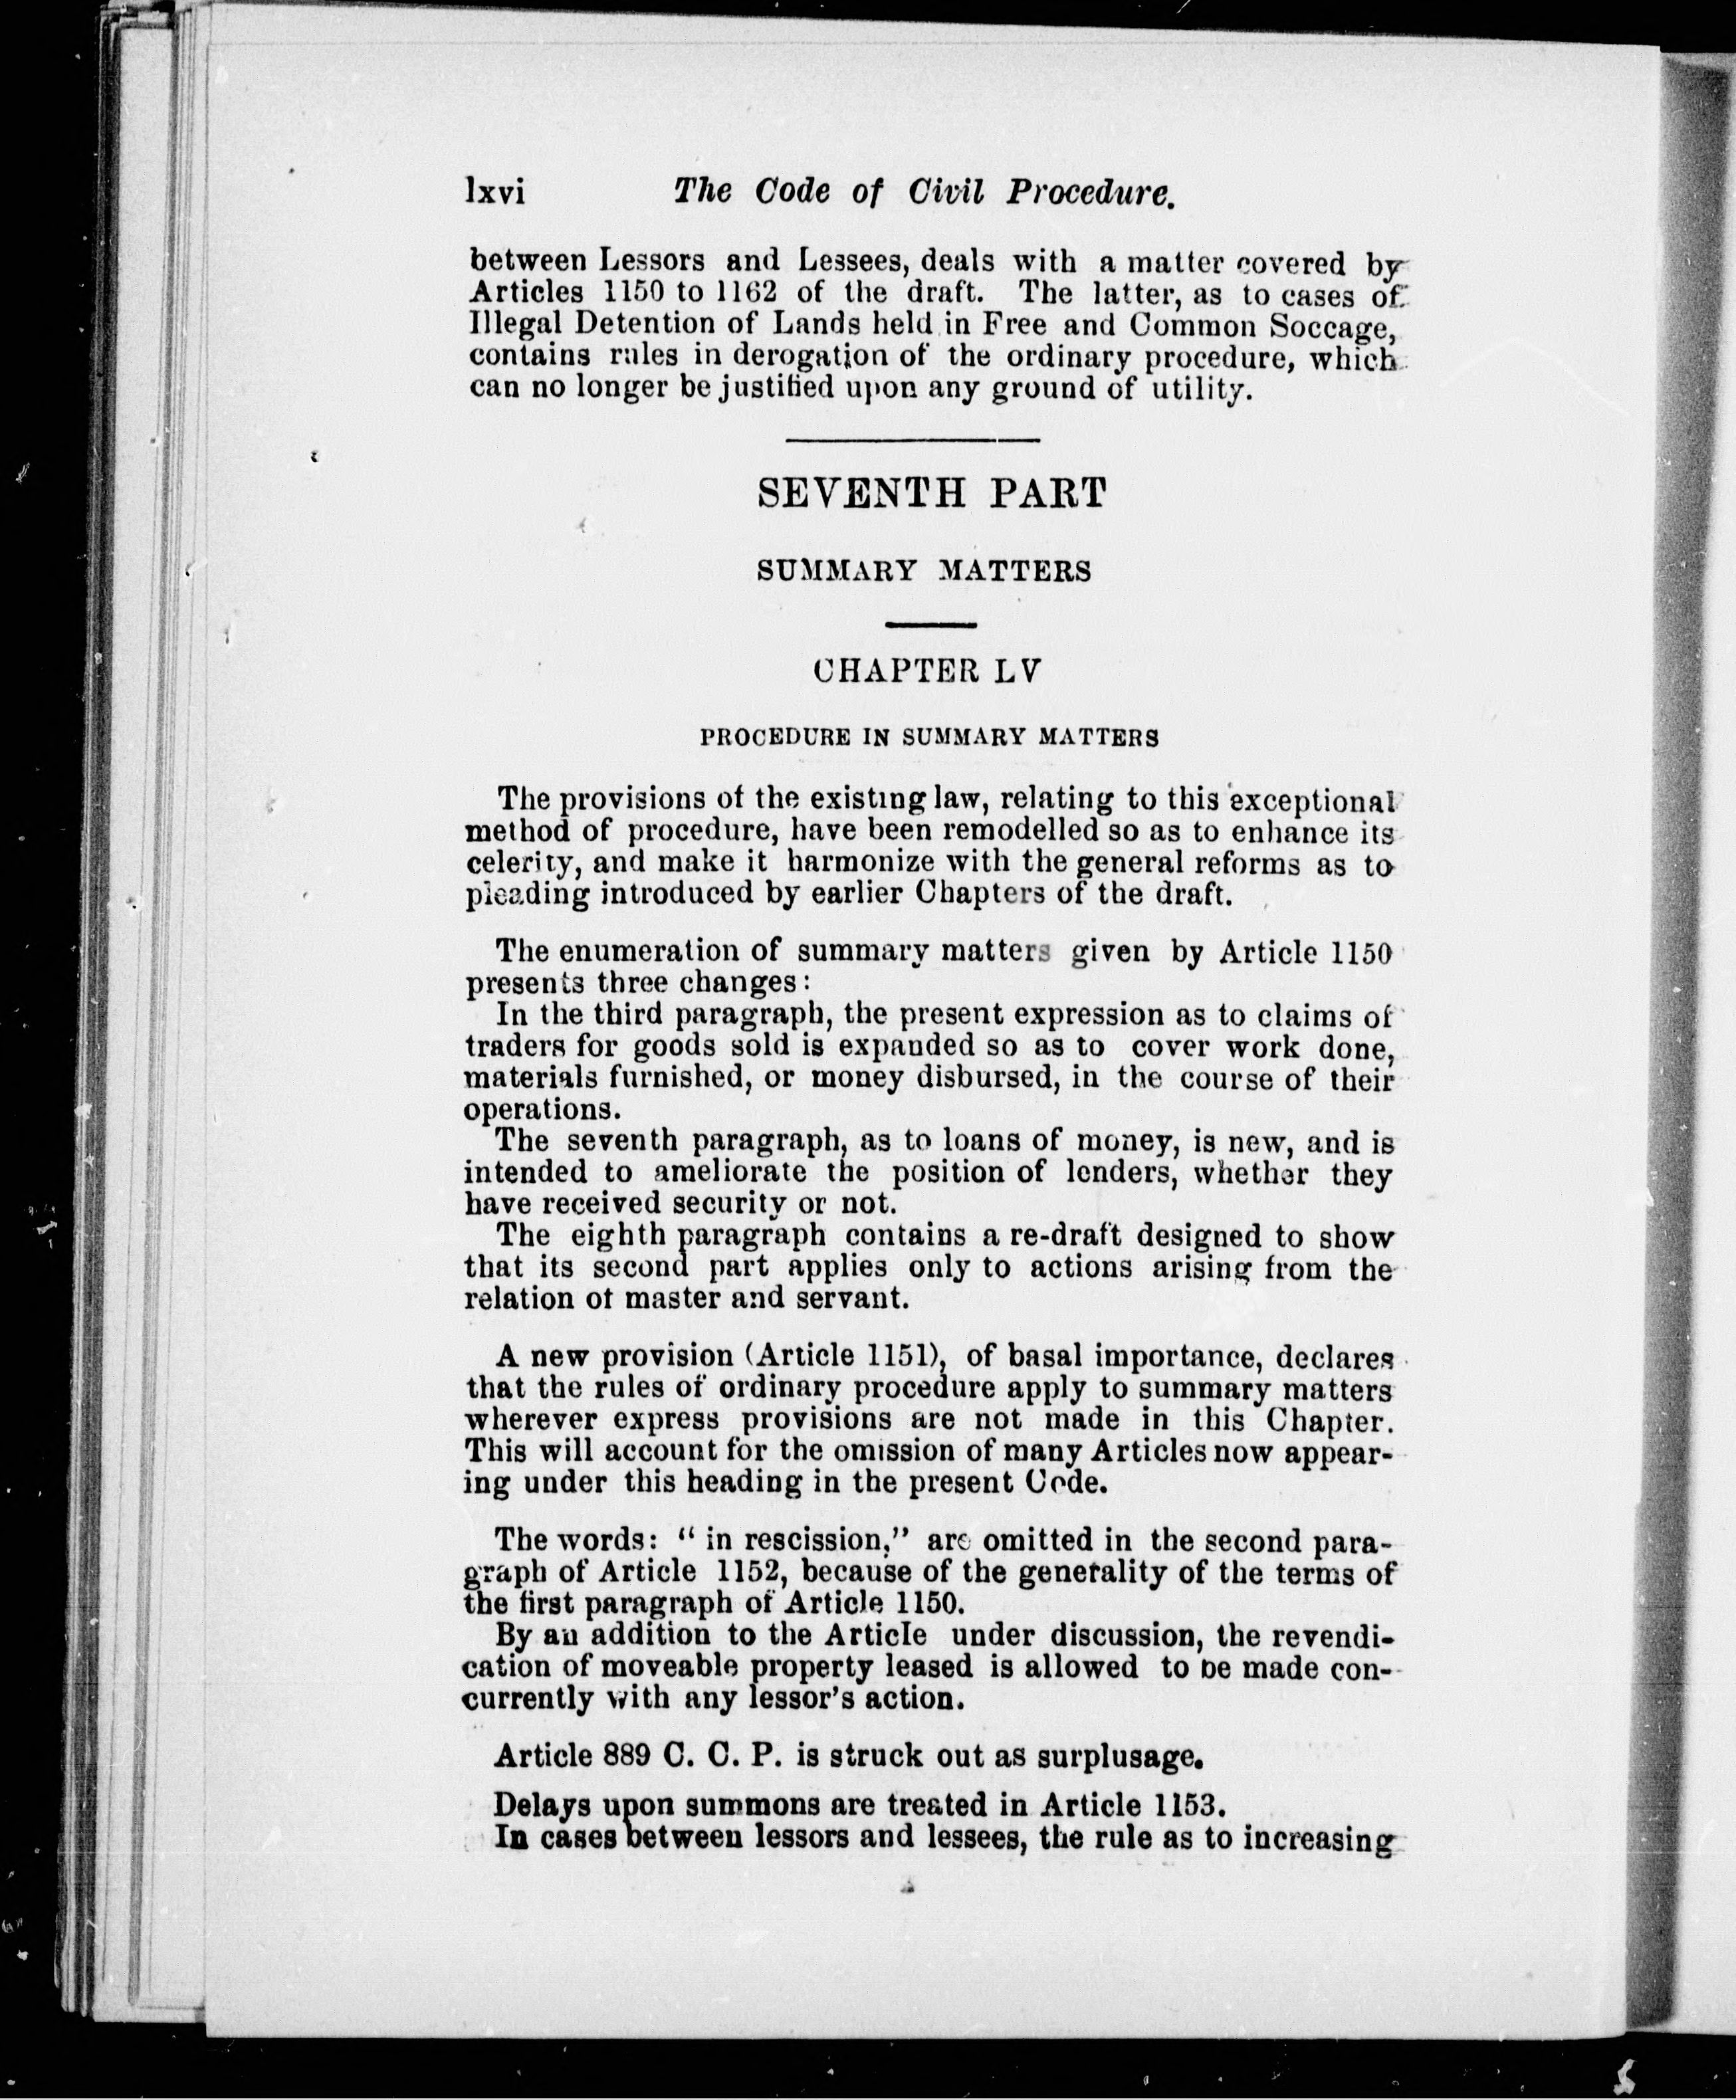 lxvi The Code of Civil Procedure.
between Lessors and Lessees, deals with a matter covered by
Articles 1150 to 1162 of the draft. The latter, as to cases of
Illegal Detention of Lands held in Free and Common Soccage,
contains rules in derogation of the ordinary procedure, which
can no longer be justified upon any ground of utility.
SEVENTH PART
SUMMARY MATTERS
CHAPTER LV
PROCEDURE IN SUMMARY MATTERS
The provisions of the existing law, relating to this exceptional
method of procedure, have been remodelled so as to enhance its
celerity, and make it harmonize with the general reforms as to
pleading introduced by earlier Chapters of the draft.
The enumeration of summary matters given by Article 1150
presents three changes:
In the third paragraph, the present expression as to claims of
traders for goods sold is expanded so as to cover work done,
materials furnished, or money disbursed, in the course of their
operations.
The seventh paragraph, as to loans of money, is new, and is
intended to ameliorate the position of lenders, whether they
have received security or not.
The eighth paragraph contains a re-draft designed to show
that its second part applies only to actions arising from the
relation of master and servant.
A new provision (Article 1151), of basal importance, declares
that the rules of ordinary procedure apply to summary matters
wherever express provisions are not made in this Chapter.
This will account for the omission of many Articles now appear-
ing under this heading in the present Code.
The words: " in rescission," are omitted in the second para-
graph of Article 1152, because of the generality of the terms of
the first paragraph of Article 1150.
By an addition to the Article under discussion, the revendi-
cation of moveable property leased is allowed to be made con-
currently with any lessor's action.
Article 889 C. C. P. is struck out as surplusage.
Delays upon summons are treated in Article 1153.
In cases between lessors and lessees, the rule as to increasing